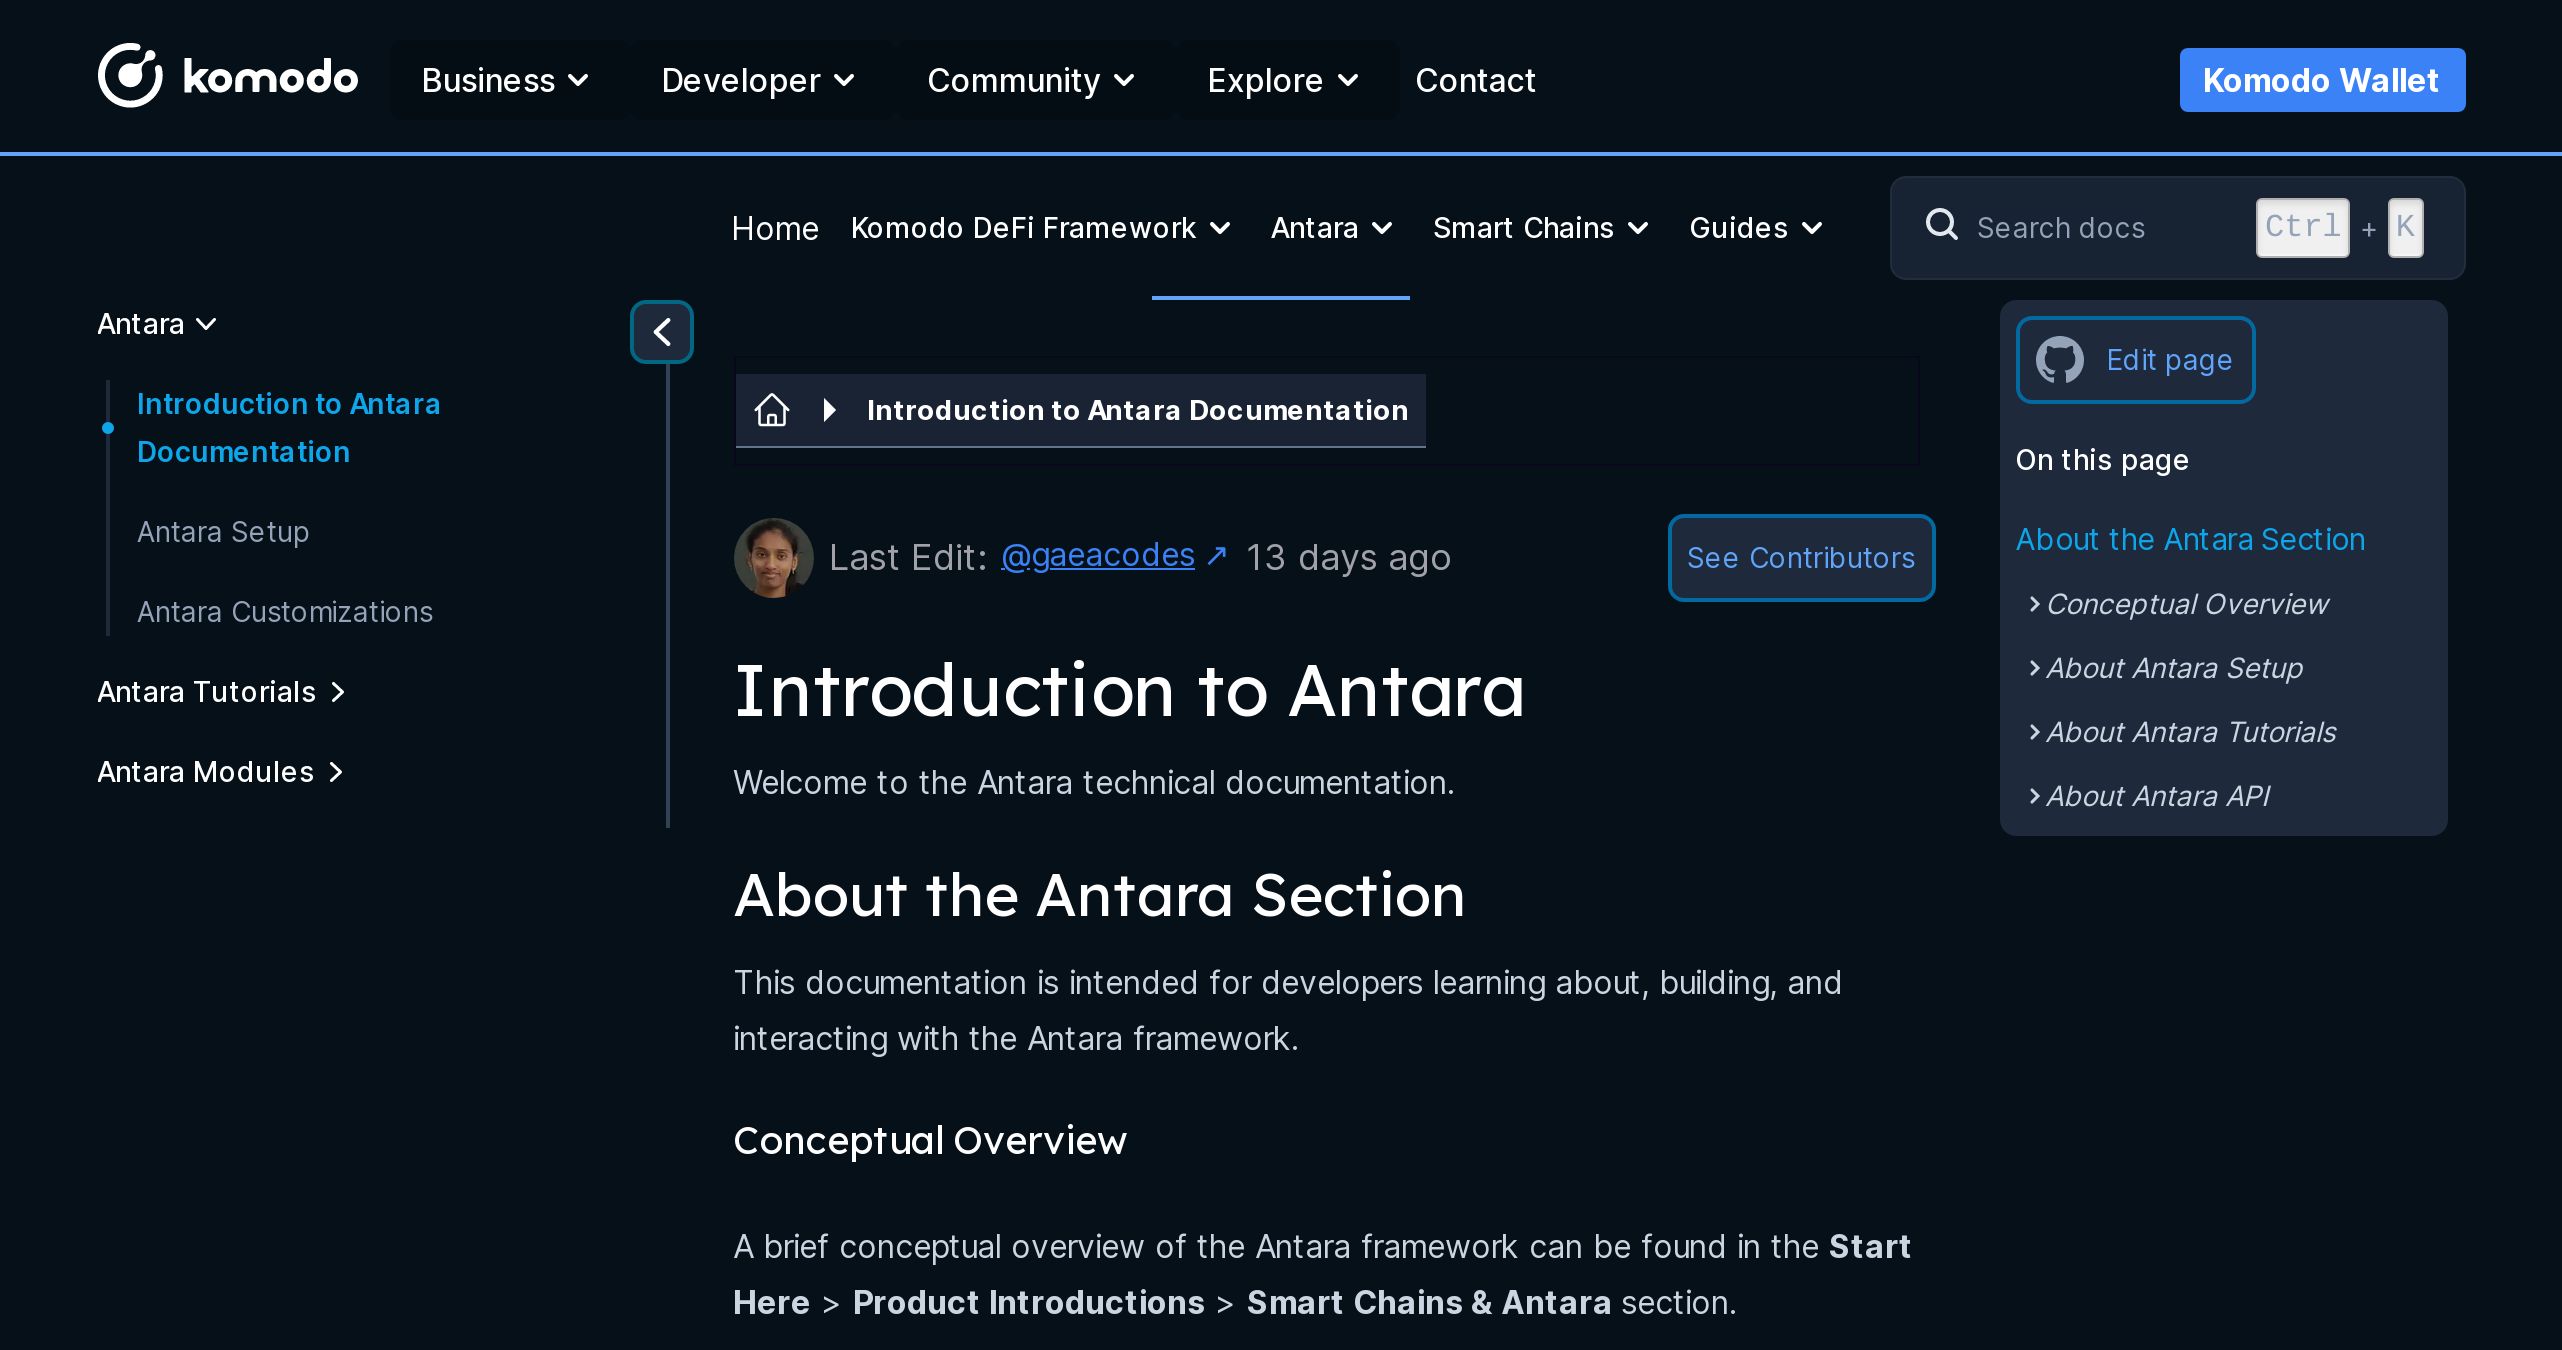 komodo
Business
Developer
Community
Explore
Contact
Komodo Wallet
Home
Komodo DeFi Framework
Antara
Smart Chains
Guides
Search docs
Ctrl + K
Antara
Introduction to Antara
Documentation
Antara Setup
Antara Customizations
Antara Tutorials
Antara Modules
Introduction to Antara Documentation
Last Edit: @gaeacodes ↗ 13 days ago
See Contributors
Introduction to Antara
Welcome to the Antara technical documentation.
About the Antara Section
This documentation is intended for developers learning about, building, and
interacting with the Antara framework.
Conceptual Overview
A brief conceptual overview of the Antara framework can be found in the Start
Here > Product Introductions > Smart Chains & Antara section.
Edit page
On this page
About the Antara Section
Conceptual Overview
About Antara Setup
About Antara Tutorials
About Antara API